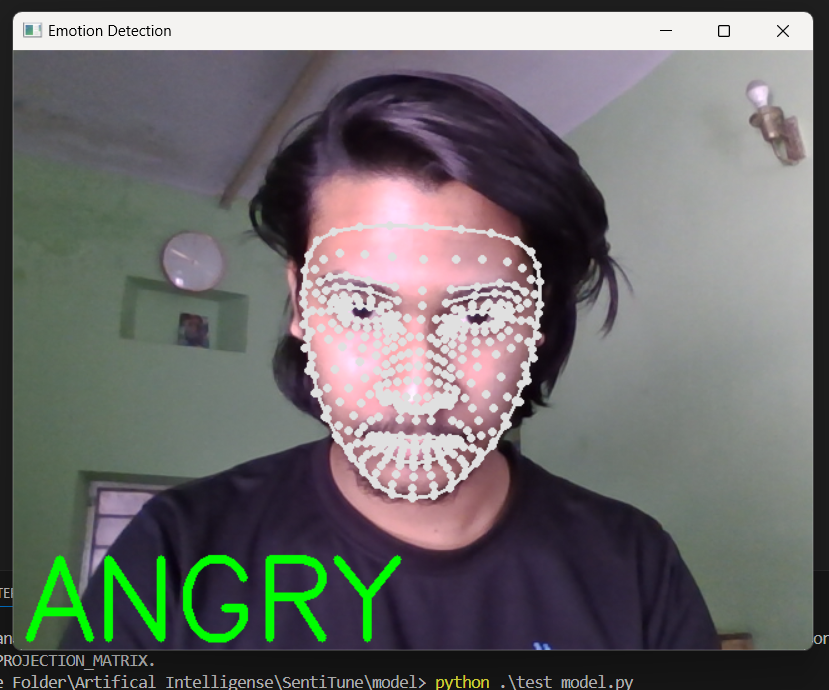 Emotion Detection
ANGRY
PROJECTION_MATRIX.
e Folder\Artifical Intelligense\SentiTune\model> python .\test_model.py